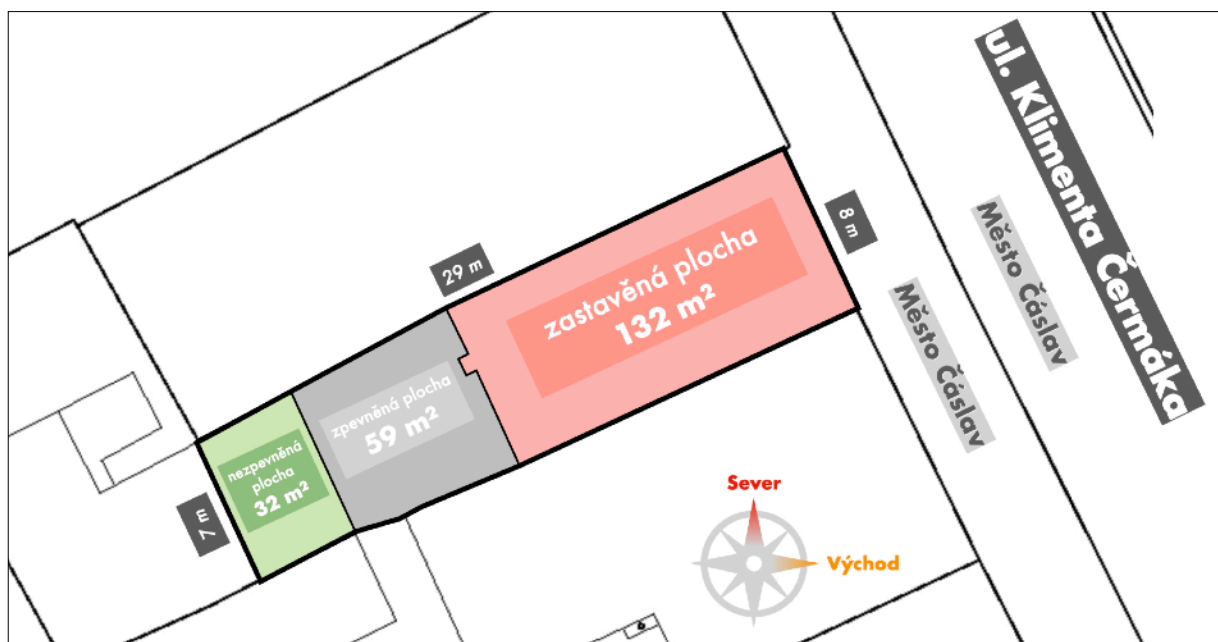 ul. Klimenta Čermáka
Město Čáslav
Město Čáslav
8 m
29 m
zastavěná plocha
132 m²
zpevněná plocha
59 m²
nezpevněná
plocha
32 m²
7 m
Sever
Východ